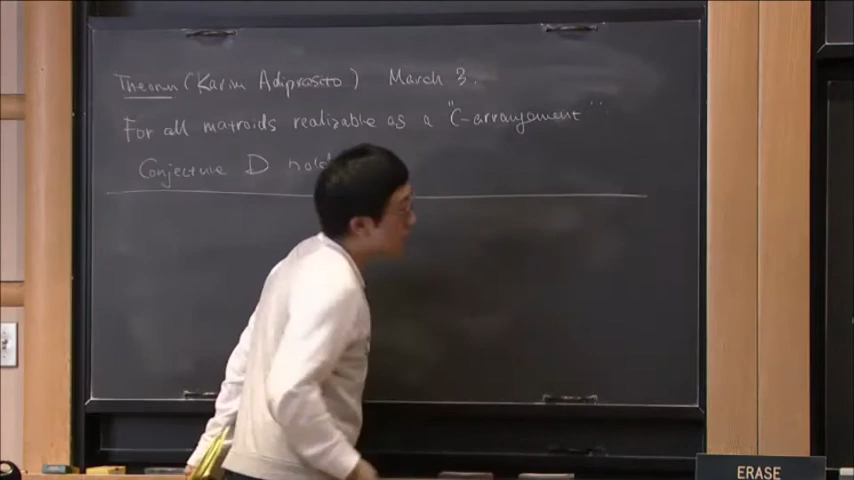 Theorem (Karim Adiprasito) March 3.
For all matroids realizable as a "C-arrangement"
Conjecture D
ERASE